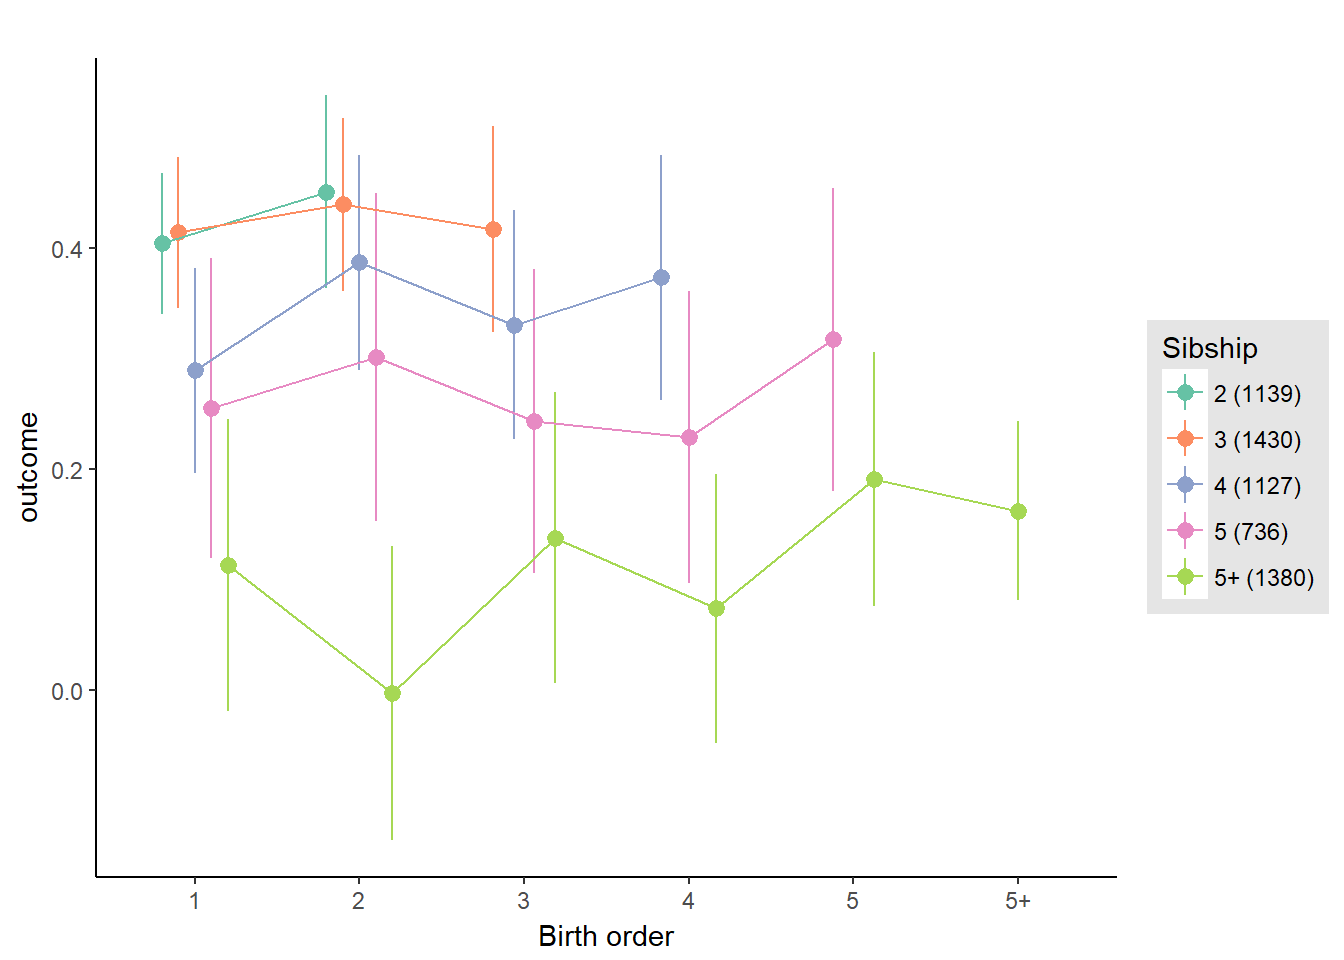 outcome
0.4
0.2
0.0
1 2 3 4 5 5+
Birth order
Sibship
2 (1139)
3 (1430)
4 (1127)
5 (736)
5+ (1380)